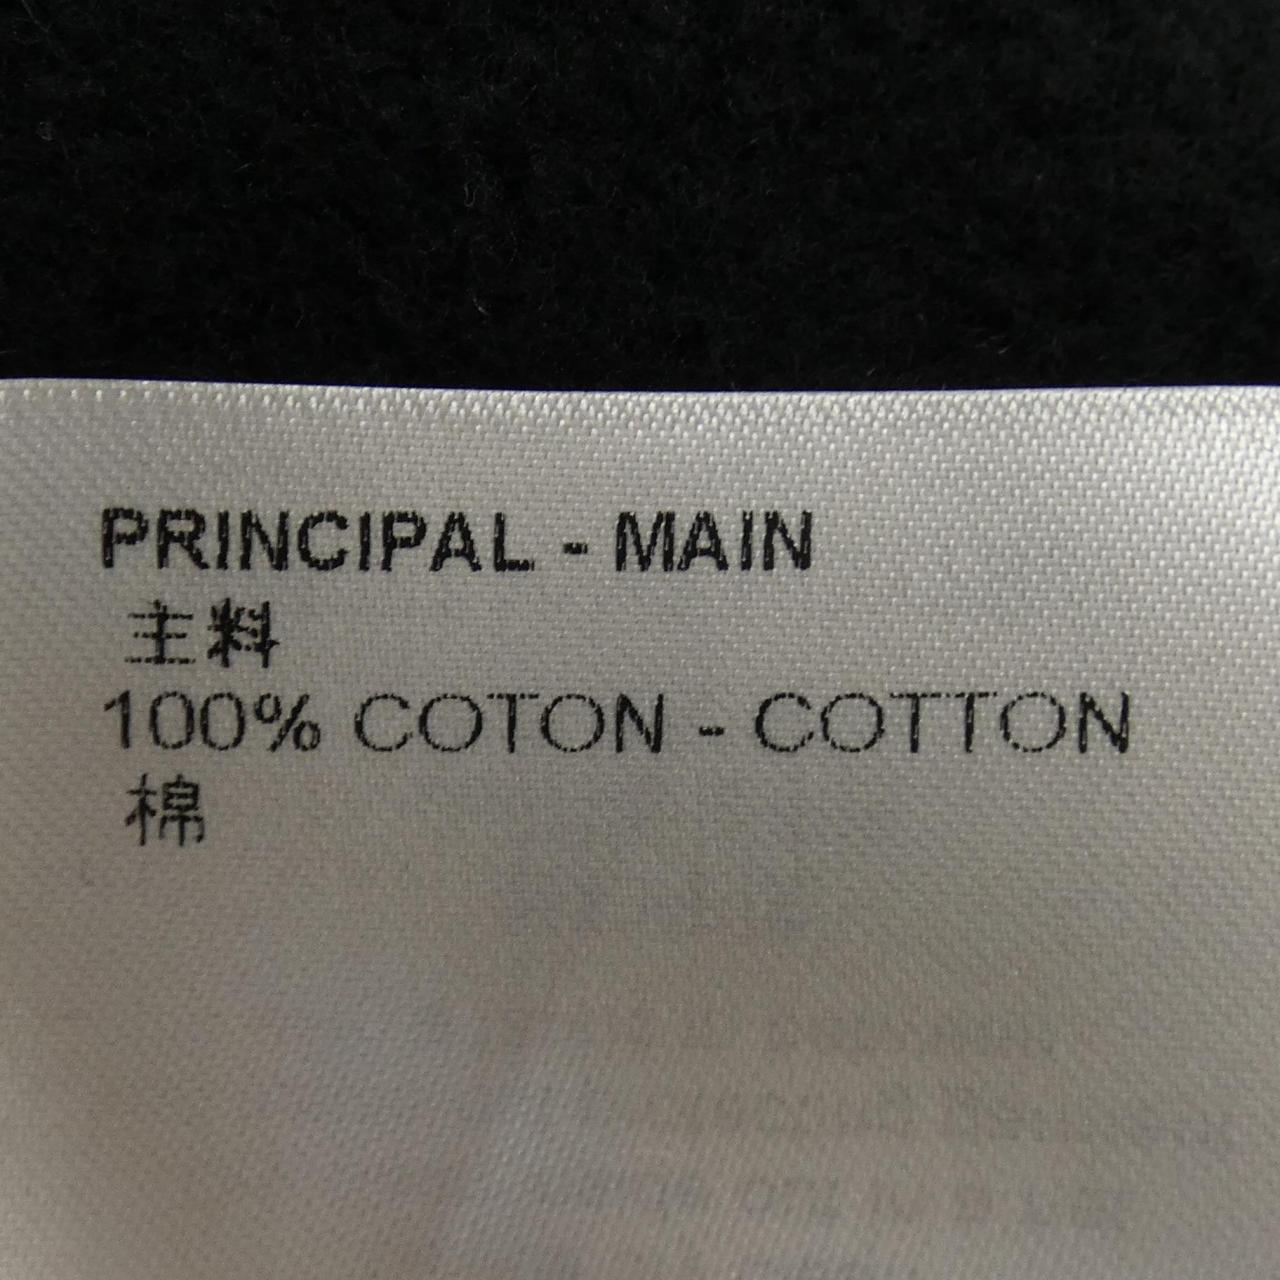 PRINCIPAL - MAIN
主料
100% COTON - COTTON
棉